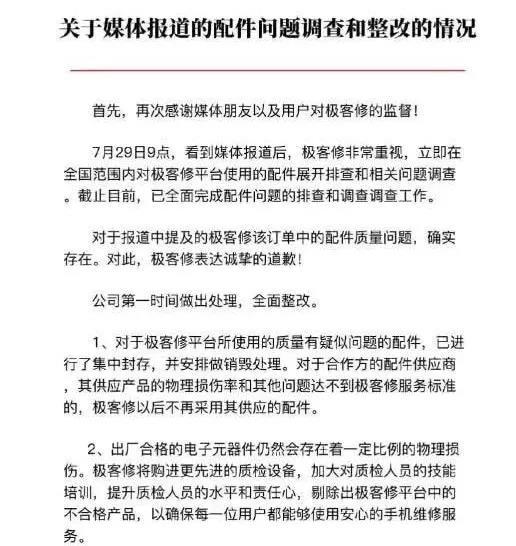 关于媒体报道的配件问题调查和整改的情况
首先，再次感谢媒体朋友以及用户对极客修的监督！
7月29日9点，看到媒体报道后，极客修非常重视，立即在
全国范围内对极客修平台使用的配件展开排查和相关问题调查
。截止目前，已全面完成配件问题的排查和调查调查工作。
对于报道中提及的极客修该订单中的配件质量问题，确实
存在。对此，极客修表达诚挚的道歉！
公司第一时间做出处理，全面整改。
1、对于极客修平台所使用的质量有疑似问题的配件，已进
行了集中封存，并安排做销毁处理。对于合作方的配件供应商
，其供应产品的物理损伤率和其他问题达不到极客修服务标准
的，极客修以后不再采用其供应的配件。
2、出厂合格的电子元器件仍然会存在着一定比例的物理损
伤。极客修将购进更先进的质检设备，加大对质检人员的技能
培训，提升质检人员的水平和责任心，剔除出极客修平台中的
不合格产品，以确保每一位用户都能够使用安心的手机维修服
务。